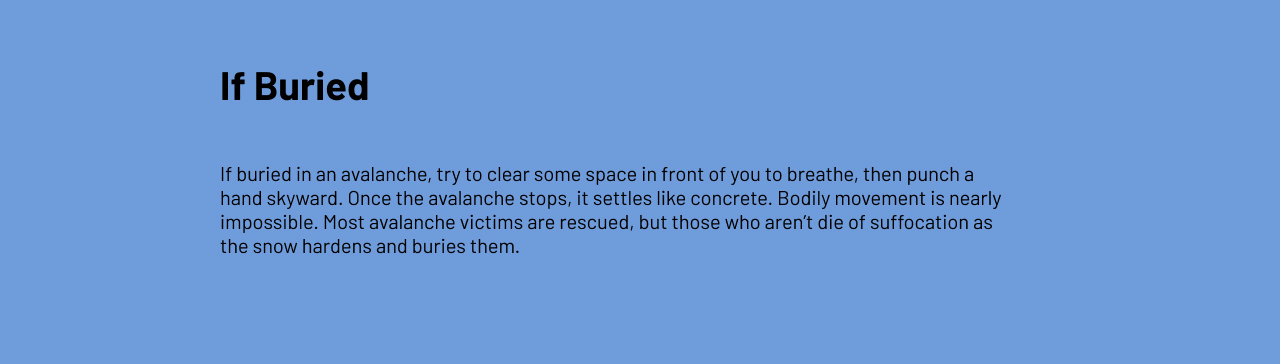 If Buried
If buried in an avalanche, try to clear some space in front of you to breathe, then punch a
hand skyward. Once the avalanche stops, it settles like concrete. Bodily movement is nearly
impossible. Most avalanche victims are rescued, but those who aren’t die of suffocation as
the snow hardens and buries them.